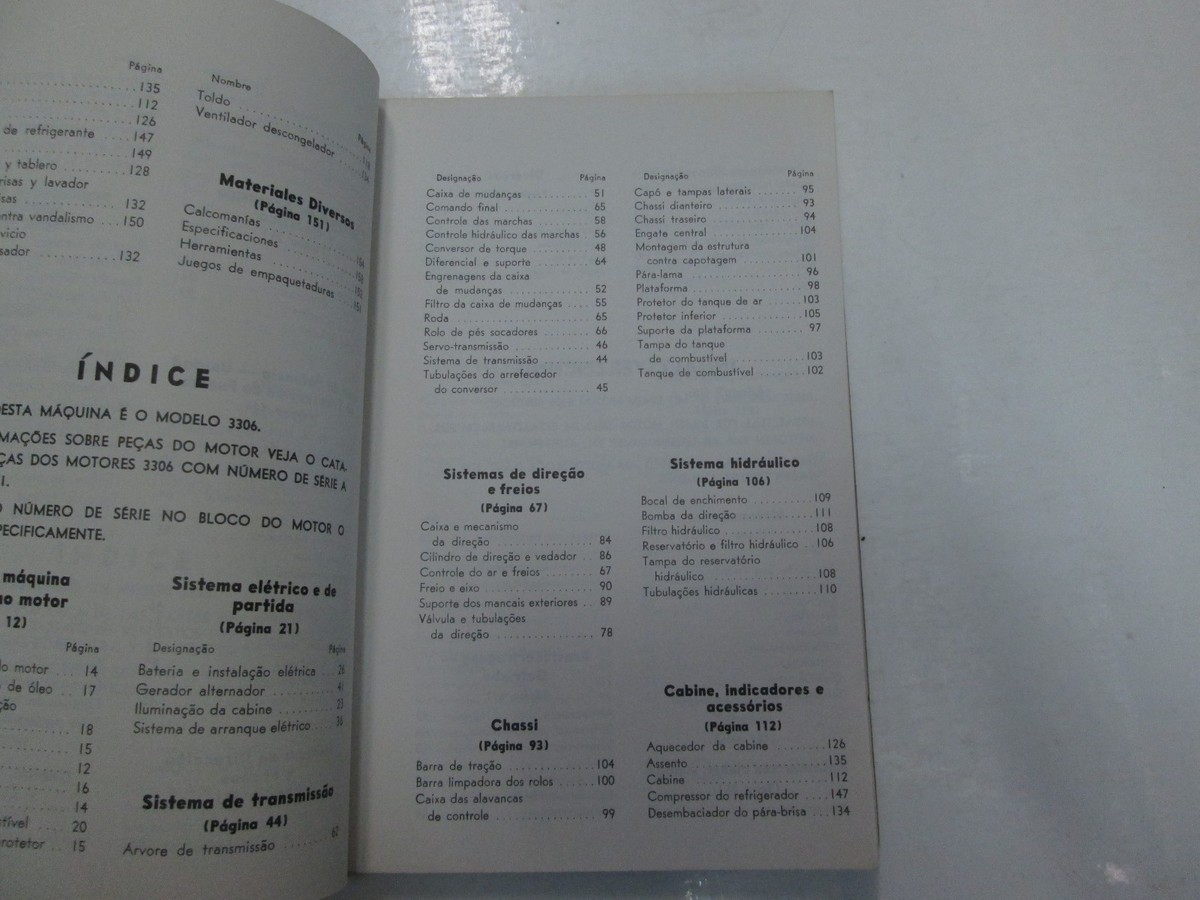 Página
135
112
126
de refrigerante 147
149
y tablero 128
risas y lavador
sas 132
ntra vandalismo 150
vicio
sador 132
Nombre
Página
Toldo
Ventilador descongelador
Materiales Diversos
(Página 151)
Calcomanías
Especificaciones
Herramientas
Juegos de empaquetaduras 151
ÍNDICE
DESTA MÁQUINA É O MODELO 3306.
MAÇÕES SOBRE PEÇAS DO MOTOR VEJA O CATA.
ÇAS DOS MOTORES 3306 COM NÚMERO DE SÉRIE A
I.
O NÚMERO DE SÉRIE NO BLOCO DO MOTOR O
PECIFICAMENTE.
máquina
ao motor
12)
Página
do motor 14
de óleo 17
ção
18
15
12
16
14
tível 20
rotetor 15
Sistema elétrico e de
partida
(Página 21)
Designação Página
Bateria e instalação elétrica
Gerador alternador 41
Iluminação da cabine
Sistema de arranque elétrico
Sistema de transmissão
(Página 44)
Arvore de transmissão 62
Designação Página
Caixa de mudanças 51
Comando final 65
Controle das marchas 58
Controle hidráulico das marchas 56
Conversor de torque 48
Diferencial e suporte 64
Engrenagens da caixa
de mudanças 52
Filtro da caixa de mudanças 55
Roda 65
Rolo de pés socadores 66
Servo-transmissão 46
Sistema de transmissão 44
Tubulações do arrefecedor
do conversor 45
Sistemas de direção
e freios
(Página 67)
Caixa e mecanismo
da direção 84
Cilindro de direção e vedador 86
Controle do ar e freios 67
Freio e eixo 90
Suporte dos mancais exteriores 89
Válvula e tubulações
da direção 78
Chassi
(Página 93)
Barra de tração 104
Barra limpadora dos rolos 100
Caixa das alavancas
de controle 99
Designação Página
Capô e tampas laterais 95
Chassi dianteiro 93
Chassi traseiro 94
Engate central 104
Montagem da estrutura
contra capotagem 101
Pára-lama 96
Plataforma 98
Protetor do tanque de ar 103
Protetor inferior 105
Suporte da plataforma 97
Tampa do tanque
de combustível 103
Tanque de combustível 102
Sistema hidráulico
(Página 106)
Bocal de enchimento 109
Bomba da direção 111
Filtro hidráulico 108
Reservatório e filtro hidráulico 106
Tampa do reservatório
hidráulico 108
Tubulações hidráulicas 110
Cabine, indicadores e
acessórios
(Página 112)
Aquecedor da cabine 126
Assento 135
Cabine 112
Compressor do refrigerador 147
Desembaciador do pára-brisa 134